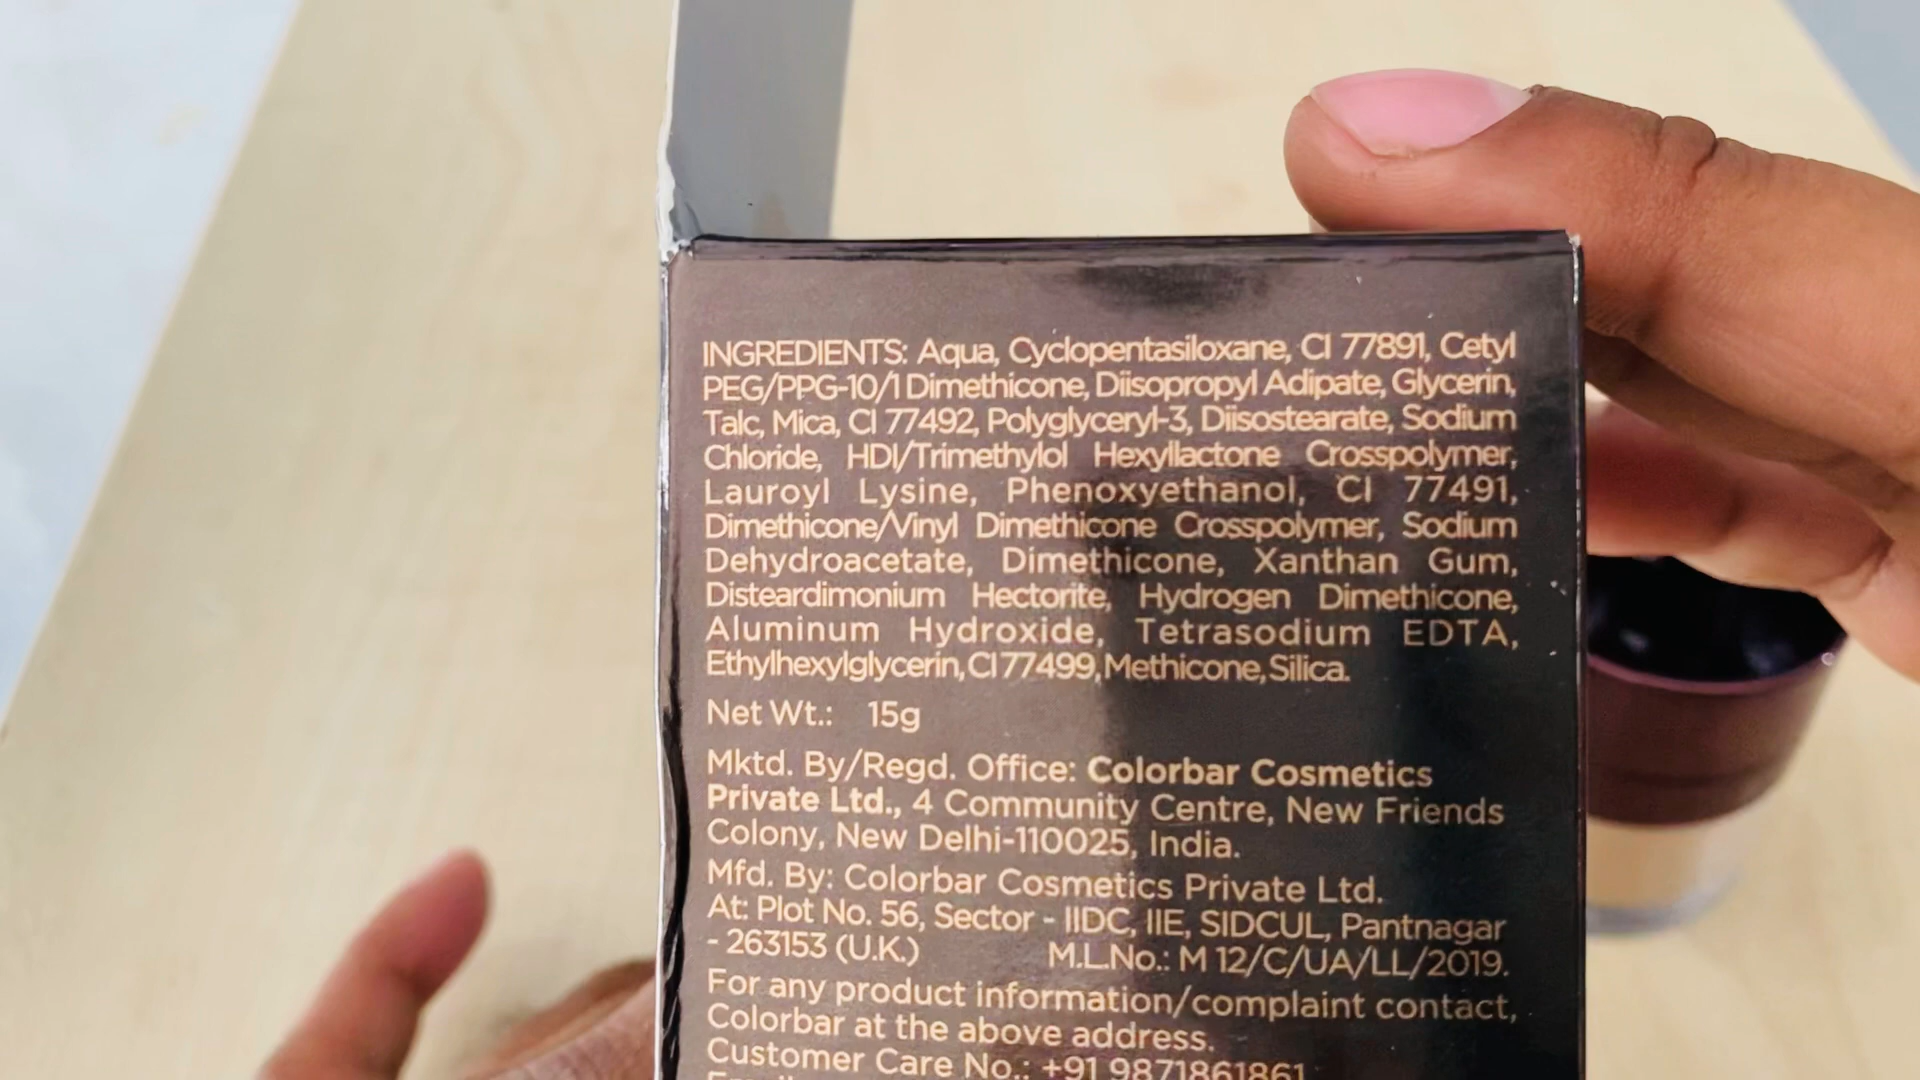 INGREDIENTS: Aqua, Cyclopentasiloxane, CI 77891, Cetyl
PEG/PPG-10/1 Dimethicone, Diisopropyl Adipate, Glycerin,
Talc, Mica, CI 77492, Polyglyceryl-3, Diisostearate, Sodium
Chloride, HDI/Trimethylol Hexyllactone Crosspolymer,
Lauroyl Lysine, Phenoxyethanol, CI 77491,
Dimethicone/Vinyl Dimethicone Crosspolymer, Sodium
Dehydroacetate, Dimethicone, Xanthan Gum,
Disteardimonium Hectorite, Hydrogen Dimethicone,
Aluminum Hydroxide, Tetrasodium EDTA,
Ethylhexylglycerin, CI 77499, Methicone, Silica.
Net Wt.: 15g
Mktd. By/Regd. Office: Colorbar Cosmetics
Private Ltd., 4 Community Centre, New Friends
Colony, New Delhi-110025, India.
Mfd. By: Colorbar Cosmetics Private Ltd.
At: Plot No. 56, Sector - IIDC, IIE, SIDCUL, Pantnagar
- 263153 (U.K.) M.L.No.: M 12/C/UA/LL/2019.
For any product information/complaint contact,
Colorbar at the above address.
Customer Care No.: +91 9871861861